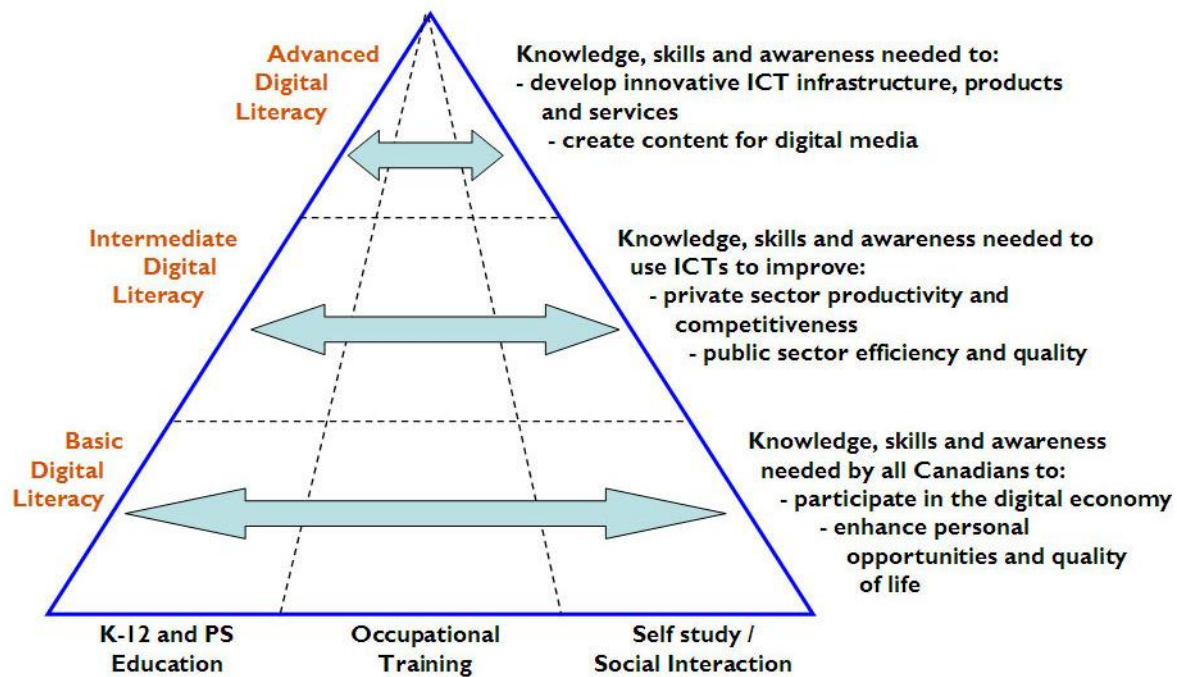 Advanced
Digital
Literacy
Knowledge, skills and awareness needed to:
- develop innovative ICT infrastructure, products
and services
- create content for digital media
Intermediate
Digital
Literacy
Knowledge, skills and awareness needed to
use ICTs to improve:
- private sector productivity and
competitiveness
- public sector efficiency and quality
Basic
Digital
Literacy
Knowledge, skills and awareness
needed by all Canadians to:
- participate in the digital economy
- enhance personal
opportunities and quality
of life
K-12 and PS
Education
Occupational
Training
Self study /
Social Interaction